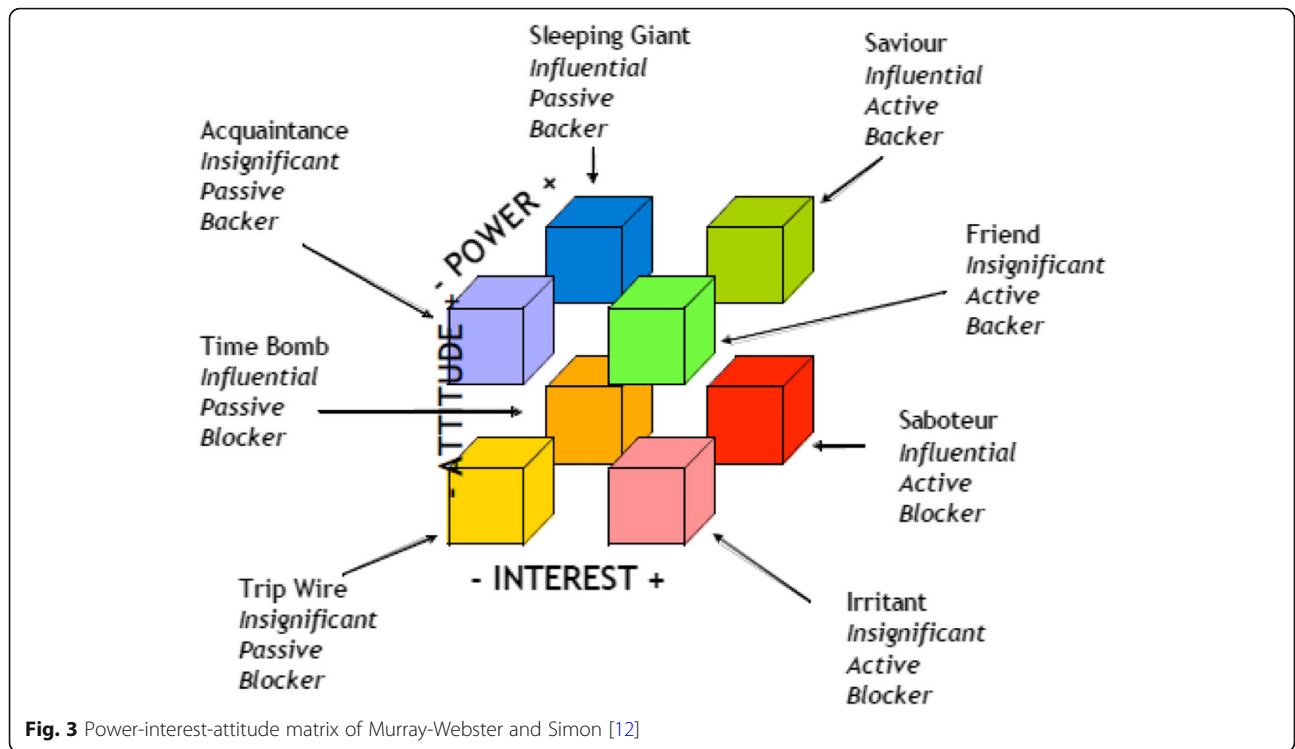 Sleeping Giant
Influential
Passive
Backer
Saviour
Influential
Active
Backer
Acquaintance
Insignificant
Passive
Backer
- POWER +
Friend
Insignificant
Active
Backer
- ATTITUDE +
Time Bomb
Influential
Passive
Blocker
Saboteur
Influential
Active
Blocker
- INTEREST +
Trip Wire
Insignificant
Passive
Blocker
Irritant
Insignificant
Active
Blocker
Fig. 3 Power-interest-attitude matrix of Murray-Webster and Simon [12]